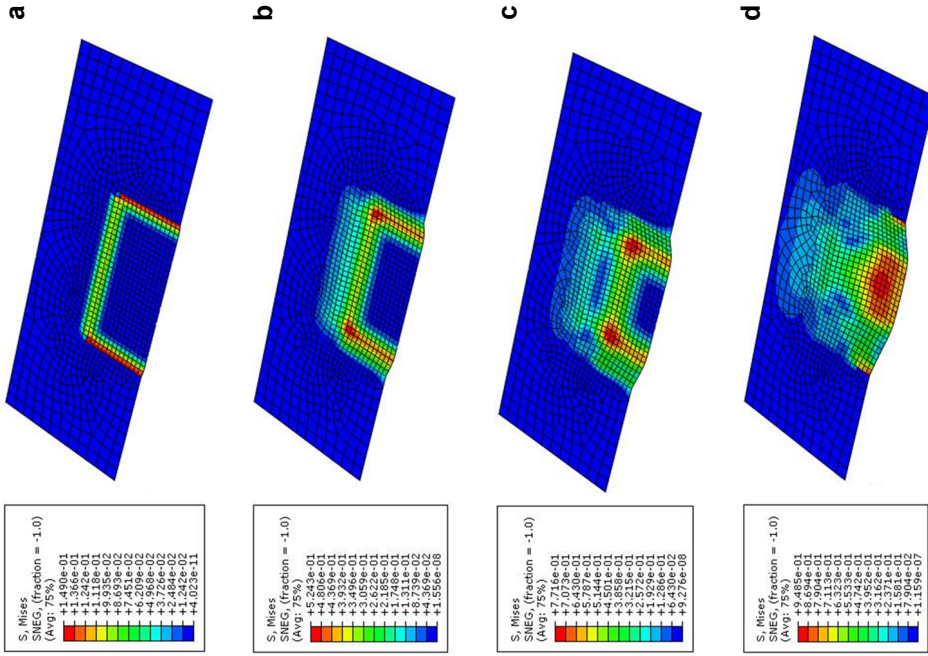 a
S, Mises
SNEG, (fraction = -1.0)
(Avg: 75%)
+1.490e-01
+1.366e-01
+1.242e-01
+1.118e-01
+9.935e-02
+8.693e-02
+7.451e-02
+6.209e-02
+4.968e-02
+3.726e-02
+2.484e-02
+1.242e-02
+4.023e-11
b
S, Mises
SNEG, (fraction = -1.0)
(Avg: 75%)
+5.243e-01
+4.806e-01
+4.369e-01
+3.932e-01
+3.496e-01
+3.059e-01
+2.622e-01
+2.185e-01
+1.748e-01
+1.311e-01
+8.739e-02
+4.369e-02
+1.556e-08
c
S, Mises
SNEG, (fraction = -1.0)
(Avg: 75%)
+7.716e-01
+7.073e-01
+6.430e-01
+5.787e-01
+5.144e-01
+4.501e-01
+3.858e-01
+3.215e-01
+2.572e-01
+1.929e-01
+1.286e-01
+6.430e-02
+9.276e-08
d
S, Mises
SNEG, (fraction = -1.0)
(Avg: 75%)
+9.485e-01
+8.694e-01
+7.904e-01
+7.113e-01
+6.323e-01
+5.533e-01
+4.742e-01
+3.952e-01
+3.162e-01
+2.371e-01
+1.581e-01
+7.904e-02
+1.159e-07